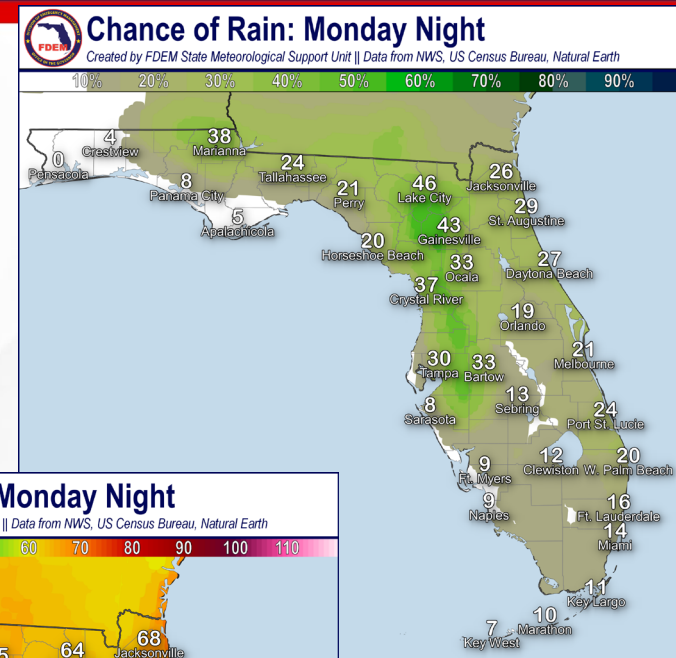 FDEM
Chance of Rain: Monday Night
Created by FDEM State Meteorological Support Unit || Data from NWS, US Census Bureau, Natural Earth
10% 20% 30% 40% 50% 60% 70% 80% 90%
0
Pensacola
4
Crestview
38
Marianna
8
Panama City
5
Apalachicola
24
Tallahassee
21
Perry
46
Lake City
26
Jacksonville
29
St. Augustine
43
Gainesville
20
Horseshoe Beach
33
Ocala
27
Daytona Beach
37
Crystal River
19
Orlando
21
Melbourne
30
Tampa
33
Bartow
13
Sebring
8
Sarasota
24
Port St. Lucie
12
Clewiston
20
W. Palm Beach
9
Ft. Myers
9
Naples
16
Ft. Lauderdale
14
Miami
11
Key Largo
10
Marathon
7
Key West
Monday Night
|| Data from NWS, US Census Bureau, Natural Earth
60 70 80 90 100 110
5
64
68
Jacksonville